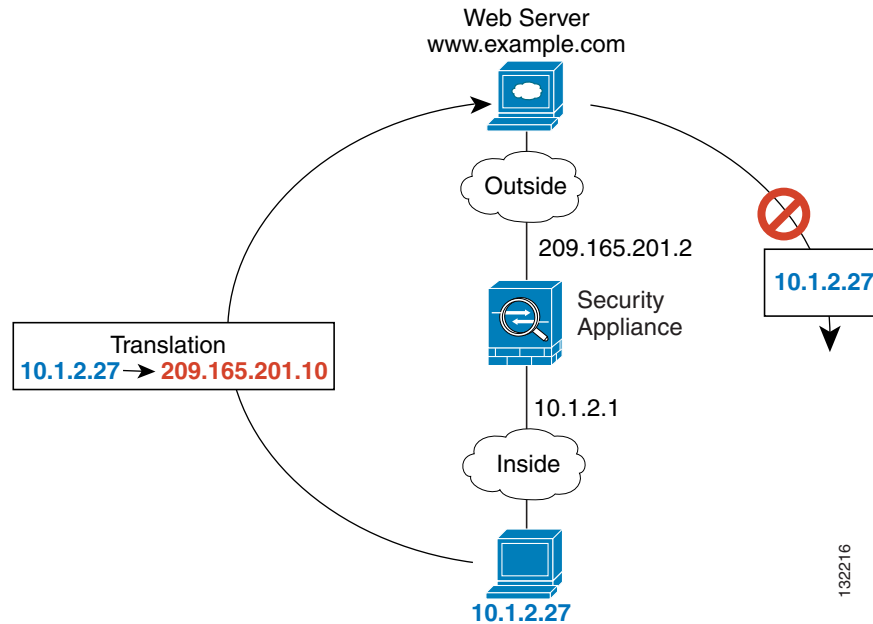 Web Server
www.example.com
Outside
209.165.201.2
10.1.2.27
Security
Appliance
Translation
10.1.2.27 → 209.165.201.10
10.1.2.1
Inside
10.1.2.27
132216